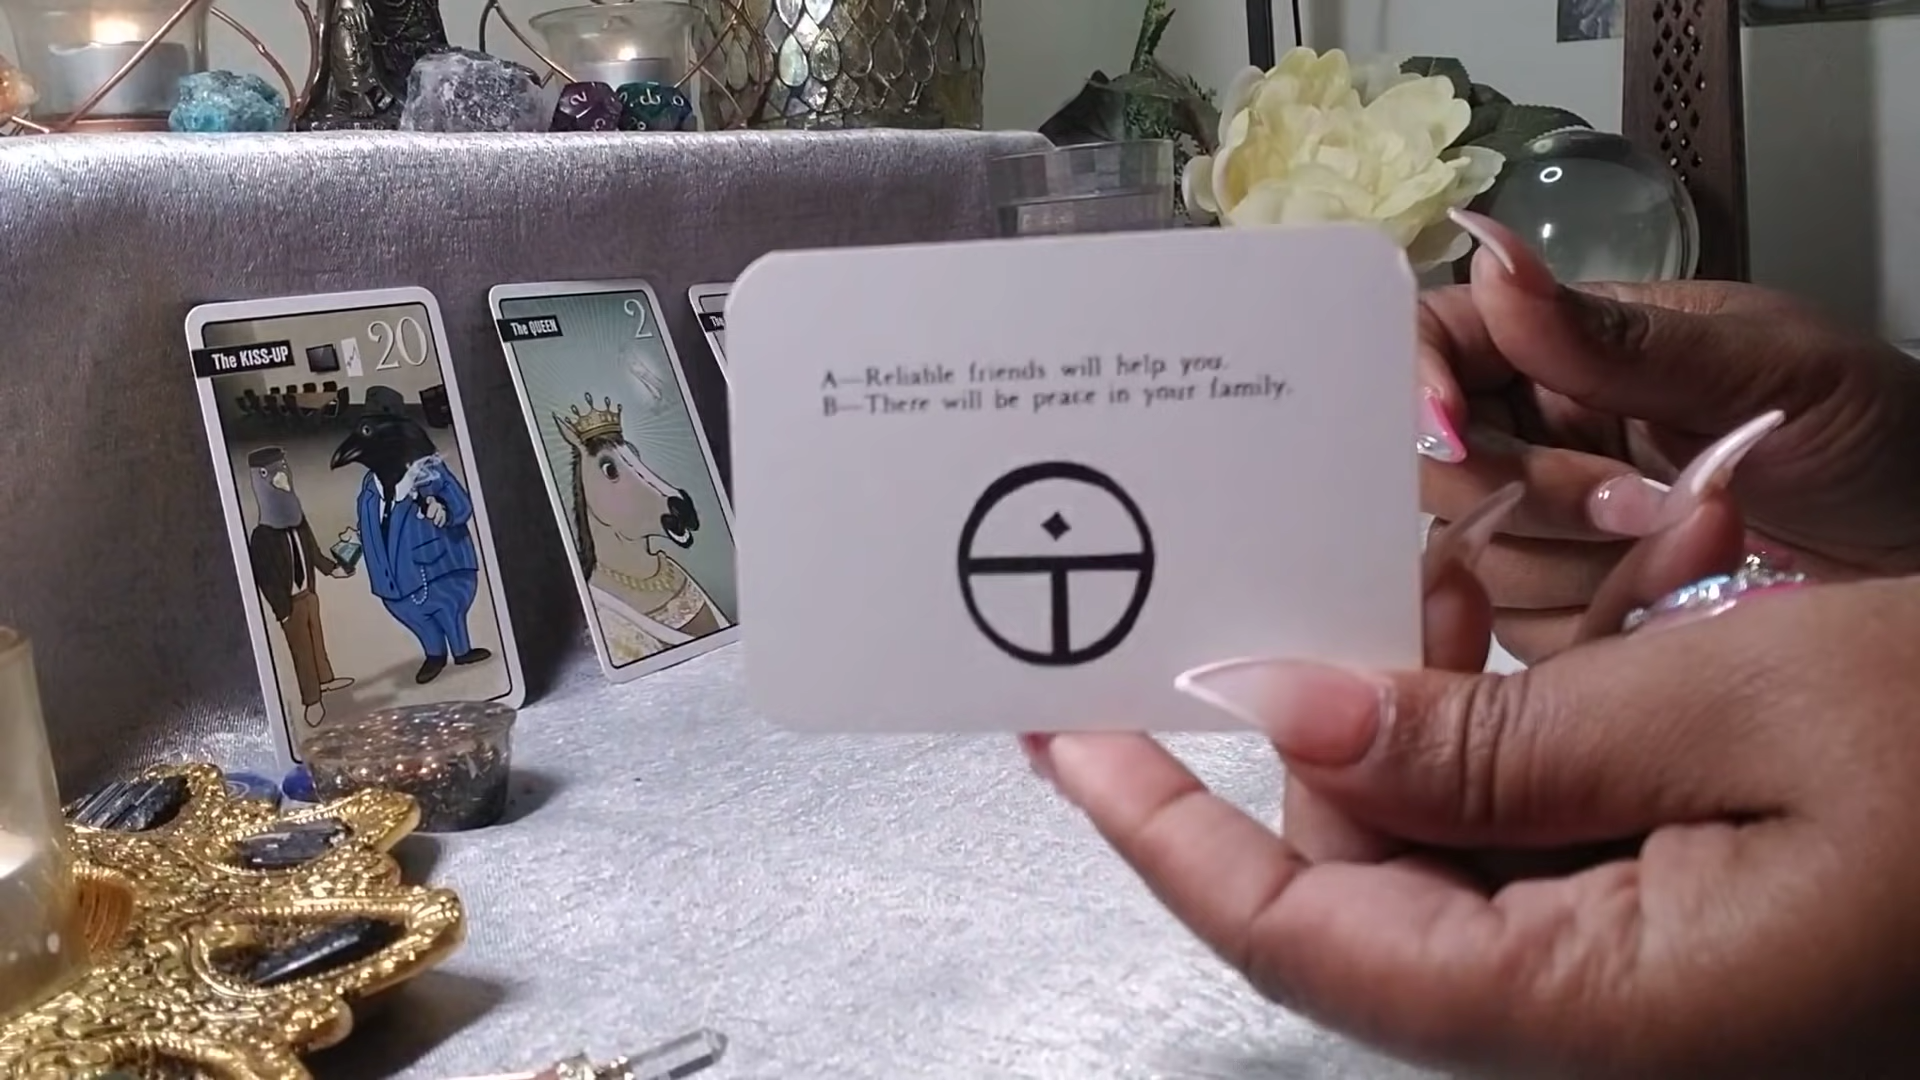 The KISS-UP
20
The QUEEN
2
The
A—Reliable friends will help you.
B—There will be peace in your family.